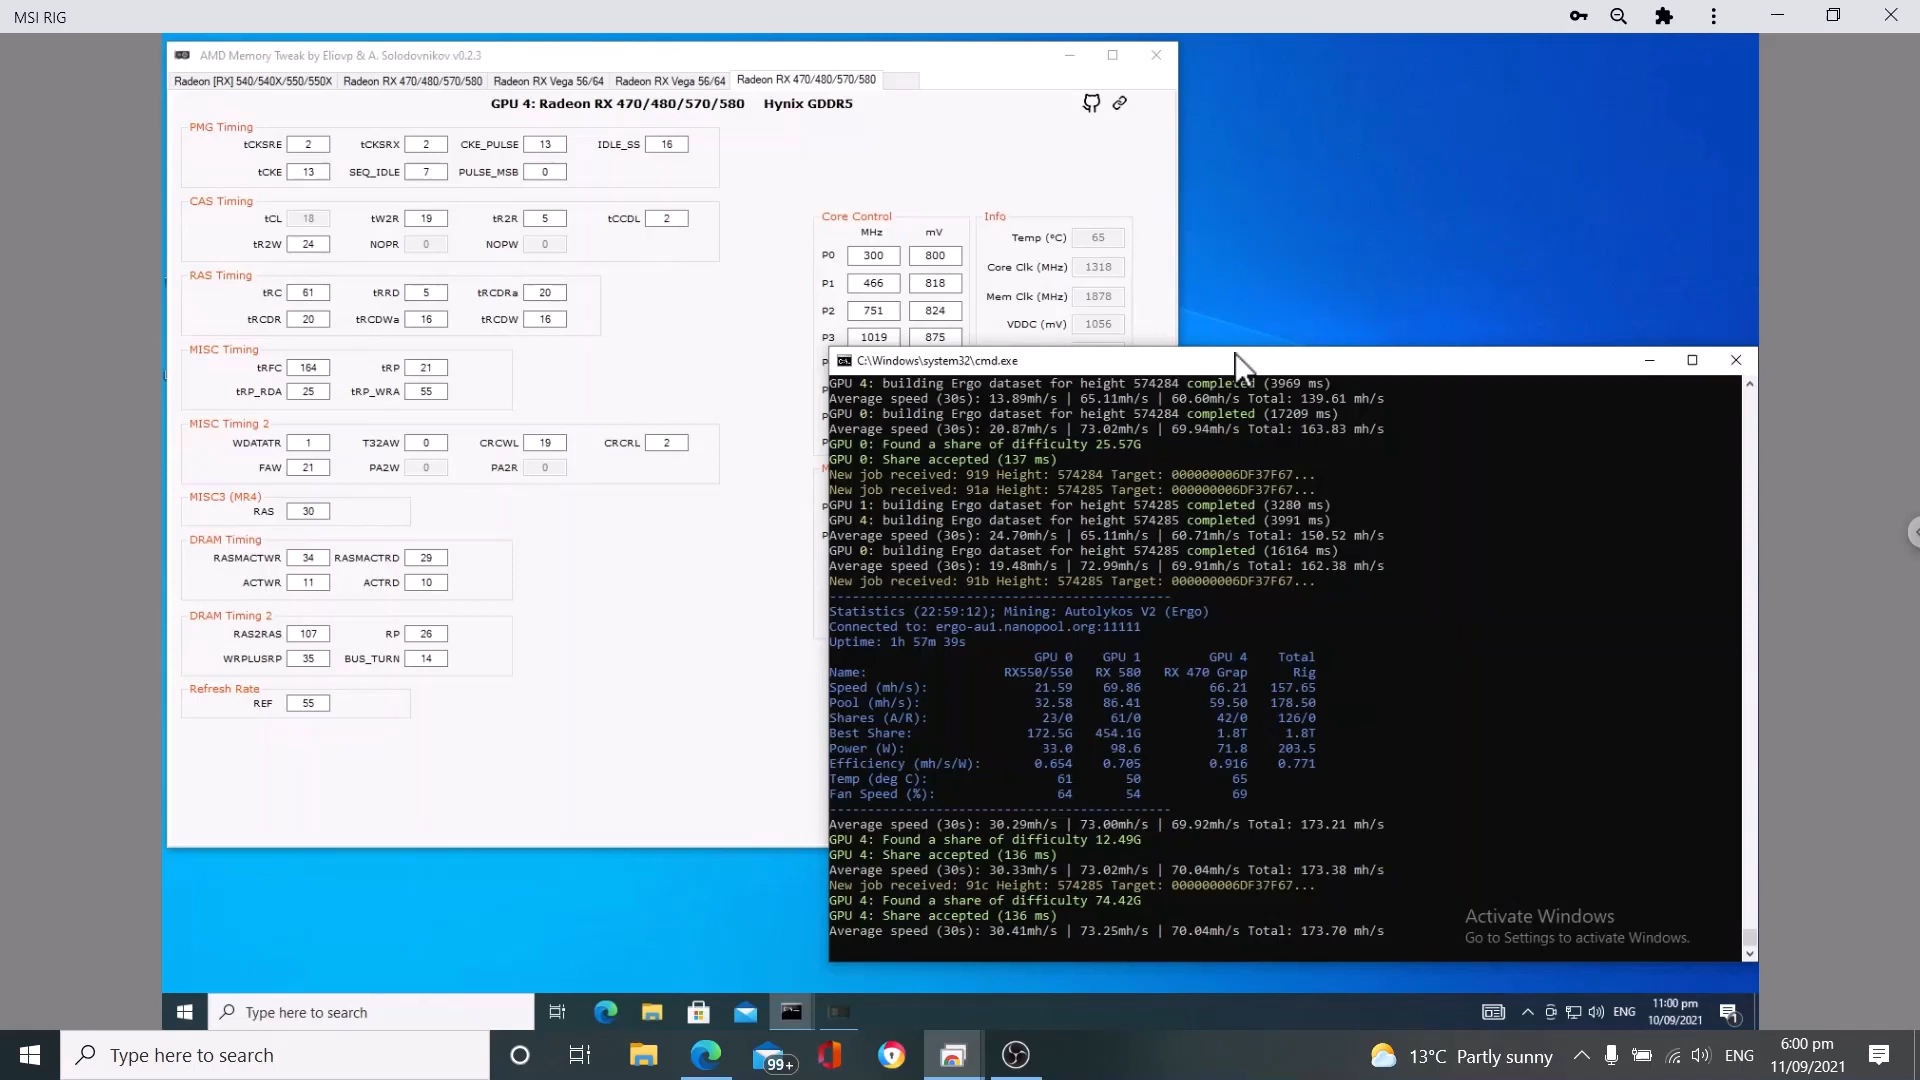 MSI RIG
AMD Memory Tweak by Eliovp & A. Solodovnikov v0.2.3
Radeon [RX] 540/540X/550/550X Radeon RX 470/480/570/580 Radeon RX Vega 56/64 Radeon RX Vega 56/64 Radeon RX 470/480/570/580
GPU 4: Radeon RX 470/480/570/580 Hynix GDDR5
PMG Timing
tCKSRE 2 tCKSRX 2 CKE_PULSE 13 IDLE_SS 16
tCKE 13 SEQ_IDLE 7 PULSE_MSB 0
CAS Timing
tCL 18 tW2R 19 tR2R 5 tCCDL 2
tR2W 24 NOPR 0 NOPW 0
RAS Timing
tRC 61 tRRD 5 tRCDRa 20
tRCDR 20 tRCDWa 16 tRCDW 16
MISC Timing
tRFC 164 tRP 21
tRP_RDA 25 tRP_WRA 55
MISC Timing 2
WDATATR 1 T32AW 0 CRCWL 19 CRCRL 2
FAW 21 PA2W 0 PA2R 0
MISC3 (MR4)
RAS 30
DRAM Timing
RASMACTWR 34 RASMACTRD 29
ACTWR 11 ACTRD 10
DRAM Timing 2
RAS2RAS 107 RP 26
WRPLUSRP 35 BUS_TURN 14
Refresh Rate
REF 55
Core Control
MHz mV
P0 300 800
P1 466 818
P2 751 824
P3 1019 875
Info
Temp (°C) 65
Core Clk (MHz) 1318
Mem Clk (MHz) 1878
VDDC (mV) 1056
C:\Windows\system32\cmd.exe
GPU 4: building Ergo dataset for height 574284 completed (3969 ms)
Average speed (30s): 13.89mh/s | 65.11mh/s | 60.60mh/s Total: 139.61 mh/s
GPU 0: building Ergo dataset for height 574284 completed (17209 ms)
Average speed (30s): 20.87mh/s | 73.02mh/s | 69.94mh/s Total: 163.83 mh/s
GPU 0: Found a share of difficulty 25.57G
GPU 0: Share accepted (137 ms)
New job received: 919 Height: 574284 Target: 000000006DF37F67...
New job received: 91a Height: 574285 Target: 000000006DF37F67...
GPU 1: building Ergo dataset for height 574285 completed (3280 ms)
GPU 4: building Ergo dataset for height 574285 completed (3991 ms)
Average speed (30s): 24.70mh/s | 65.11mh/s | 60.71mh/s Total: 150.52 mh/s
GPU 0: building Ergo dataset for height 574285 completed (16164 ms)
Average speed (30s): 19.48mh/s | 72.99mh/s | 69.91mh/s Total: 162.38 mh/s
New job received: 91b Height: 574285 Target: 000000006DF37F67...
---------------------------------------------
Statistics (22:59:12); Mining: Autolykos V2 (Ergo)
Connected to: ergo-au1.nanopool.org:11111
Uptime: 1h 57m 39s
GPU 0 GPU 1 GPU 4 Total
Name: RX550/550 RX 580 RX 470 Grap Rig
Speed (mh/s): 21.59 69.86 66.21 157.65
Pool (mh/s): 32.58 86.41 59.50 178.50
Shares (A/R): 23/0 61/0 42/0 126/0
Best Share: 172.5G 454.1G 1.8T 1.8T
Power (W): 33.0 98.6 71.8 203.5
Efficiency (mh/s/W): 0.654 0.705 0.916 0.771
Temp (deg C): 61 50 65
Fan Speed (%): 64 54 69
---------------------------------------------
Average speed (30s): 30.29mh/s | 73.00mh/s | 69.92mh/s Total: 173.21 mh/s
GPU 4: Found a share of difficulty 12.49G
GPU 4: Share accepted (136 ms)
Average speed (30s): 30.33mh/s | 73.02mh/s | 70.04mh/s Total: 173.38 mh/s
New job received: 91c Height: 574285 Target: 000000006DF37F67...
GPU 4: Found a share of difficulty 74.42G
GPU 4: Share accepted (136 ms)
Average speed (30s): 30.41mh/s | 73.25mh/s | 70.04mh/s Total: 173.70 mh/s
Activate Windows
Go to Settings to activate Windows.
Type here to search
ENG
11:00 pm
10/09/2021
1
Type here to search
99+
13°C Partly sunny
ENG
6:00 pm
11/09/2021